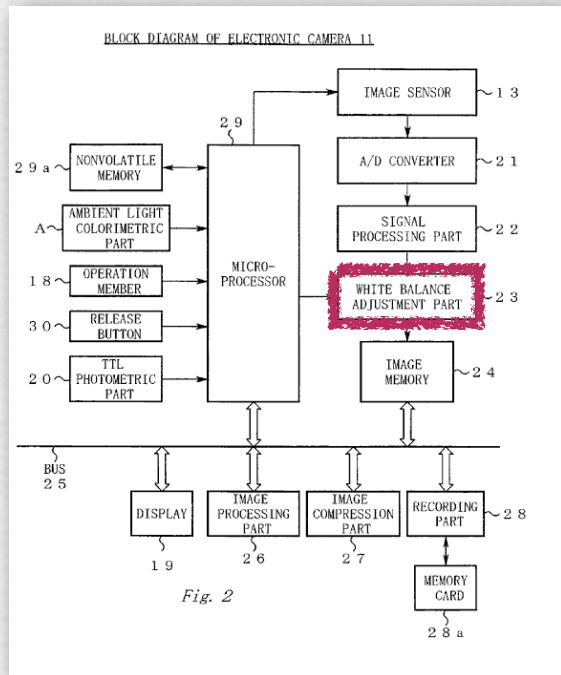 BLOCK DIAGRAM OF ELECTRONIC CAMERA 11
IMAGE SENSOR
13
29
A/D CONVERTER
21
29a
NONVOLATILE
MEMORY
SIGNAL
PROCESSING PART
22
A
AMBIENT LIGHT
COLORIMETRIC
PART
MICRO-
PROCESSOR
18
OPERATION
MEMBER
WHITE BALANCE
ADJUSTMENT PART
23
30
RELEASE
BUTTON
20
TTL
PHOTOMETRIC
PART
IMAGE
MEMORY
24
BUS
25
DISPLAY
19
IMAGE
PROCESSING
PART
26
IMAGE
COMPRESSION
PART
27
RECORDING
PART
28
MEMORY
CARD
28a
Fig. 2